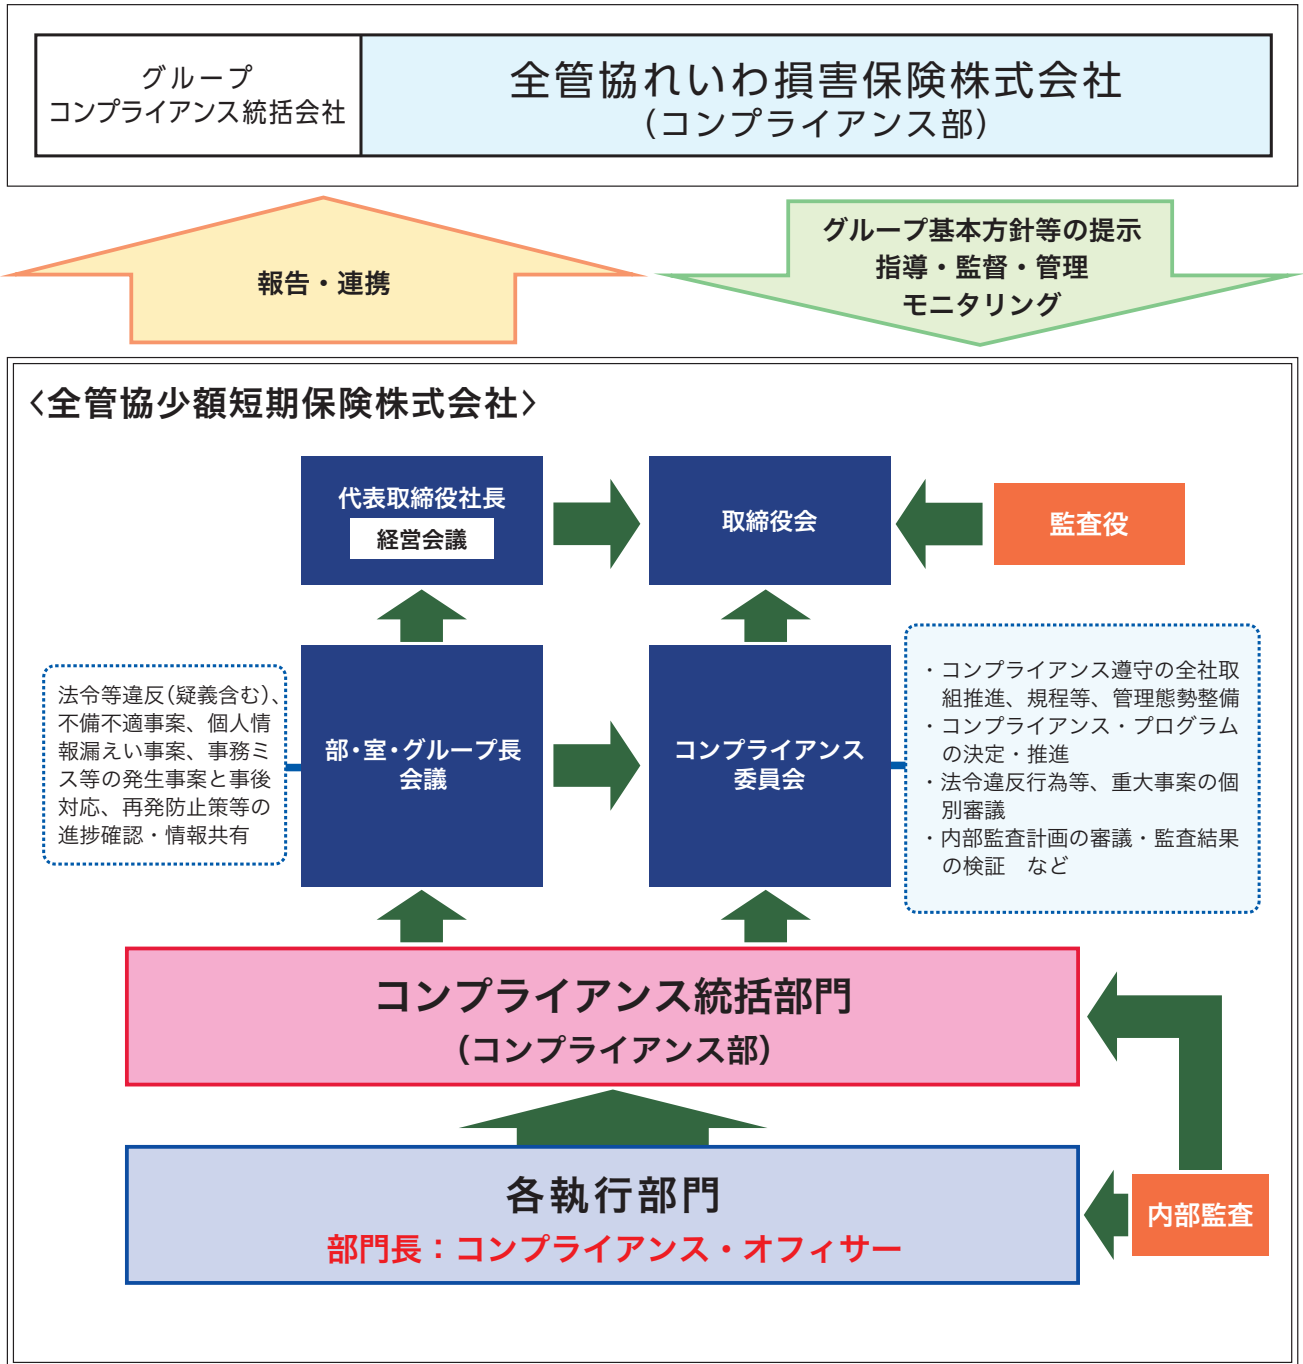 グループ
コンプライアンス統括会社
全管協れいわ損害保険株式会社
（コンプライアンス部）
報告・連携
グループ基本方針等の提示
指導・監督・管理
モニタリング
〈全管協少額短期保険株式会社〉
代表取締役社長
経営会議
取締役会
監査役
法令等違反（疑義含む）、
不備不適事案、個人情
報漏えい事案、事務ミ
ス等の発生事案と事後
対応、再発防止策等の
進捗確認・情報共有
部・室・グループ長
会議
コンプライアンス
委員会
・コンプライアンス遵守の全社取
組推進、規程等、管理態勢整備
・コンプライアンス・プログラム
の決定・推進
・法令違反行為等、重大事案の個
別審議
・内部監査計画の審議・監査結果
の検証　など
コンプライアンス統括部門
（コンプライアンス部）
各執行部門
部門長：コンプライアンス・オフィサー
内部監査